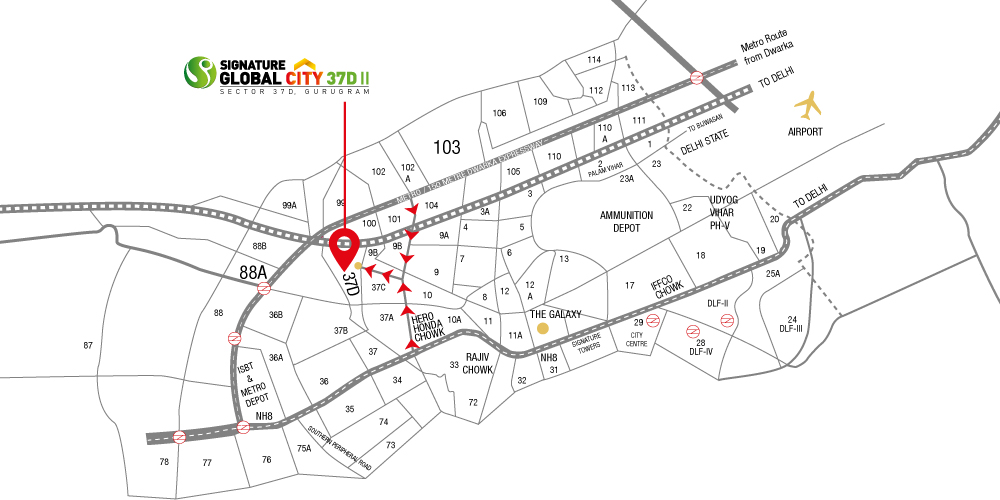 SIGNATURE
GLOBAL CITY 37D II
SECTOR 37D, GURUGRAM
Metro Route
from Dwarka
TO DELHI
114
113
112
109
106
103
111
110
A
TO BIJWASAN
DELHI STATE
AIRPORT
METRO / 150 METRE DWARKA EXPRESSWAY
110
1
2
PALAM VIHAR
23
23A
105
102
102
A
104
99
99A
100
101
3
3A
4
5
AMMUNITION
DEPOT
22
UDYOG
VIHAR
PH-V
20
TO DELHI
88B
88A
9B
9B
9A
37D
37C
9
7
6
13
18
19
25A
17
IFFCO
CHOWK
12
12
A
8
10
10A
11
11A
THE GALAXY
88
36B
37A
37B
HERO
HONDA
CHOWK
DLF-II
24
DLF-III
29
CITY
CENTRE
28
DLF-IV
SIGNATURE
TOWERS
87
36A
37
RAJIV
CHOWK
NH8
31
32
33
34
36
ISBT
&
METRO
DEPOT
NH8
35
72
74
73
SOUTHERN PERIPHERAL ROAD
75A
76
77
78